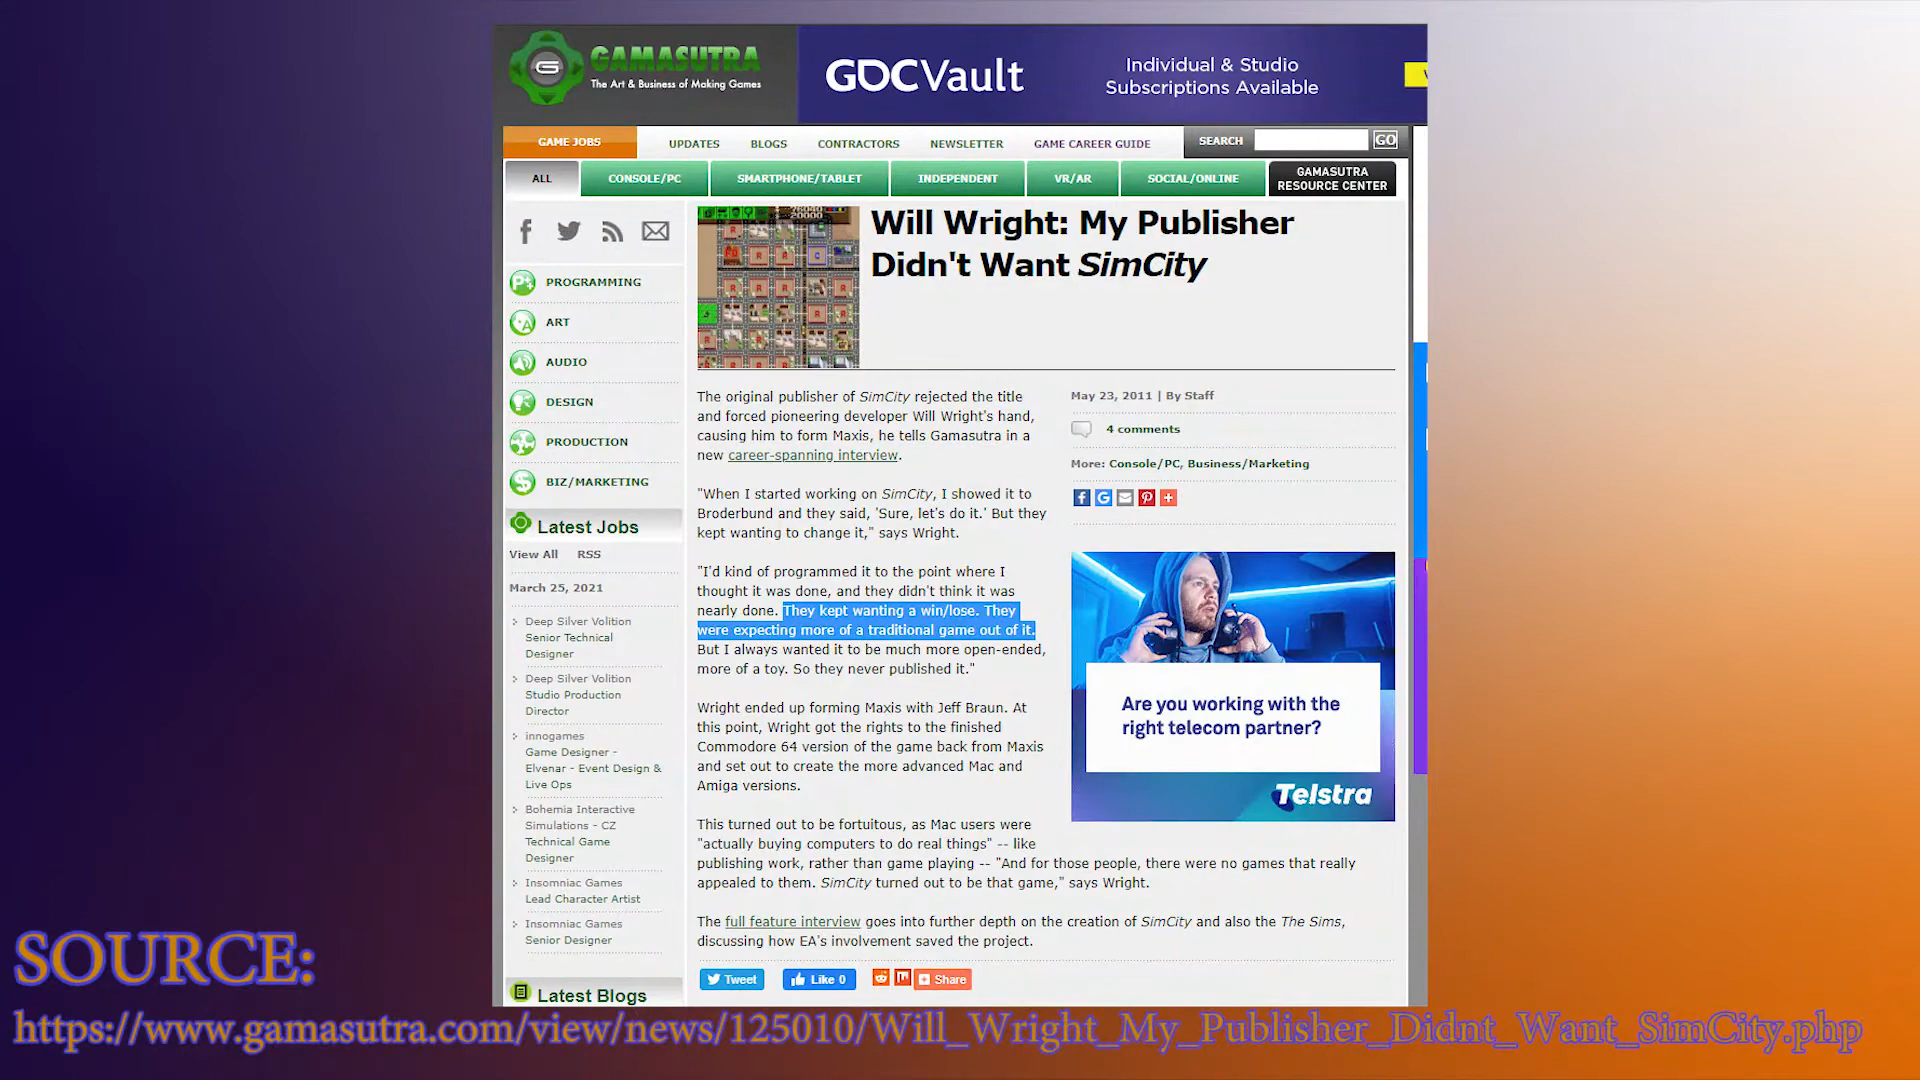 GAMASUTRA
The Art & Business of Making Games
GDCVault
Individual & Studio
Subscriptions Available
GAME JOBS
UPDATES
BLOGS
CONTRACTORS
NEWSLETTER
GAME CAREER GUIDE
SEARCH
GO
ALL
CONSOLE/PC
SMARTPHONE/TABLET
INDEPENDENT
VR/AR
SOCIAL/ONLINE
GAMASUTRA
RESOURCE CENTER
PROGRAMMING
ART
AUDIO
DESIGN
PRODUCTION
BIZ/MARKETING
Latest Jobs
View All RSS
March 25, 2021
Deep Silver Volition
Senior Technical
Designer
Deep Silver Volition
Studio Production
Director
innogames
Game Designer -
Elvenar - Event Design &
Live Ops
Bohemia Interactive
Simulations - CZ
Technical Game
Designer
Insomniac Games
Lead Character Artist
Insomniac Games
Senior Designer
Latest Blogs
20000
Will Wright: My Publisher
Didn't Want SimCity
The original publisher of SimCity rejected the title
and forced pioneering developer Will Wright's hand,
causing him to form Maxis, he tells Gamasutra in a
new career-spanning interview.
"When I started working on SimCity, I showed it to
Broderbund and they said, 'Sure, let's do it.' But they
kept wanting to change it," says Wright.
"I'd kind of programmed it to the point where I
thought it was done, and they didn't think it was
nearly done. They kept wanting a win/lose. They
were expecting more of a traditional game out of it.
But I always wanted it to be much more open-ended,
more of a toy. So they never published it."
Wright ended up forming Maxis with Jeff Braun. At
this point, Wright got the rights to the finished
Commodore 64 version of the game back from Maxis
and set out to create the more advanced Mac and
Amiga versions.
This turned out to be fortuitous, as Mac users were
"actually buying computers to do real things" -- like
publishing work, rather than game playing -- "And for those people, there were no games that really
appealed to them. SimCity turned out to be that game," says Wright.
The full feature interview goes into further depth on the creation of SimCity and also the The Sims,
discussing how EA's involvement saved the project.
Tweet
Like 0
Share
May 23, 2011 | By Staff
4 comments
More: Console/PC, Business/Marketing
Are you working with the
right telecom partner?
Telstra
SOURCE:
https://www.gamasutra.com/view/news/125010/Will_Wright_My_Publisher_Didnt_Want_SimCity.php